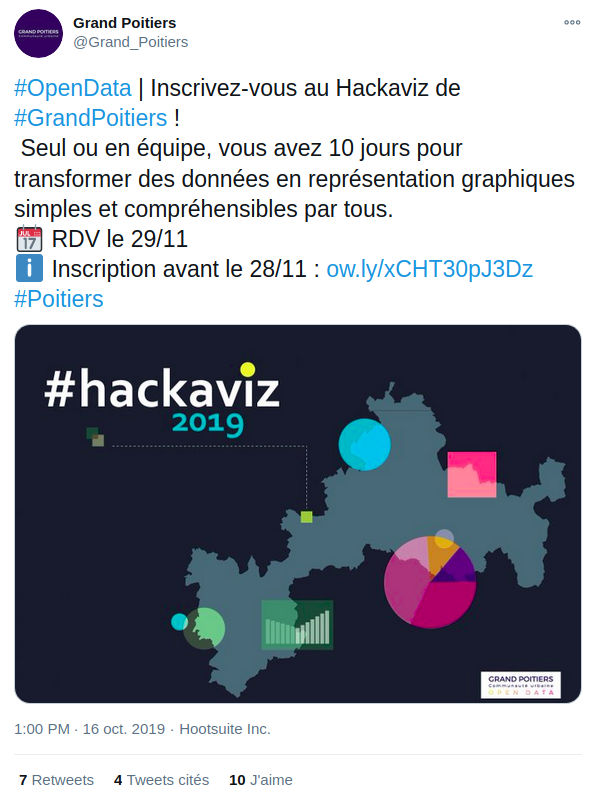 GRAND POITIERS
Communauté urbaine
Grand Poitiers
@Grand_Poitiers
#OpenData | Inscrivez-vous au Hackaviz de
#GrandPoitiers !
Seul ou en équipe, vous avez 10 jours pour
transformer des données en représentation graphiques
simples et compréhensibles par tous.
JUL
17
RDV le 29/11
Inscription avant le 28/11 : ow.ly/xCHT30pJ3Dz
#Poitiers
#hackaviz
2019
GRAND POITIERS
Communauté urbaine
OPEN DATA
1:00 PM · 16 oct. 2019 · Hootsuite Inc.
7 Retweets 4 Tweets cités 10 J'aime